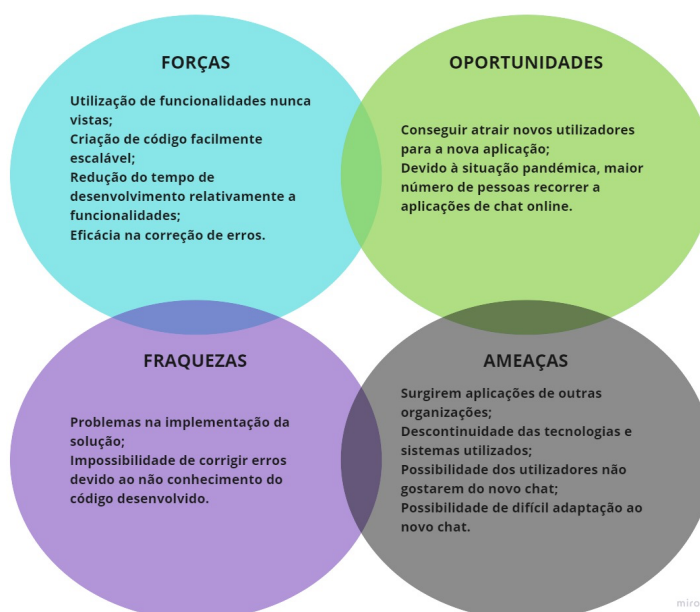 FORÇAS
Utilização de funcionalidades nunca
vistas;
Criação de código facilmente
escalável;
Redução do tempo de
desenvolvimento relativamente a
funcionalidades;
Eficácia na correção de erros.
OPORTUNIDADES
Conseguir atrair novos utilizadores
para a nova aplicação;
Devido à situação pandémica, maior
número de pessoas recorrer a
aplicações de chat online.
FRAQUEZAS
Problemas na implementação da
solução;
Impossibilidade de corrigir erros
devido ao não conhecimento do
código desenvolvido.
AMEAÇAS
Surgirem aplicações de outras
organizações;
Descontinuidade das tecnologias e
sistemas utilizados;
Possibilidade dos utilizadores não
gostarem do novo chat;
Possibilidade de difícil adaptação ao
novo chat.
miro